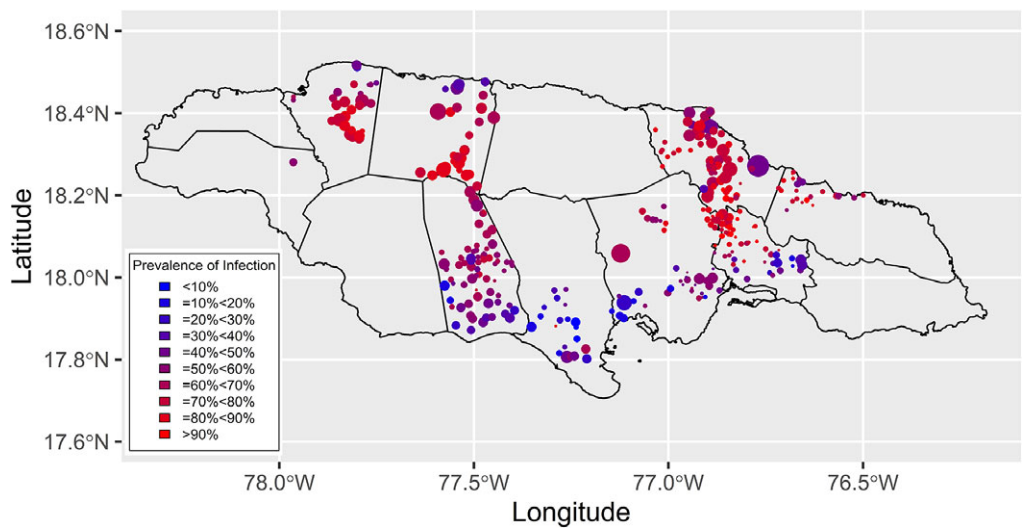 18.6°N
18.4°N
18.2°N
18.0°N
17.8°N
17.6°N
Latitude
Prevalence of Infection
<10%
=10%<20%
=20%<30%
=30%<40%
=40%<50%
=50%<60%
=60%<70%
=70%<80%
=80%<90%
>90%
78.0°W
77.5°W
77.0°W
76.5°W
Longitude